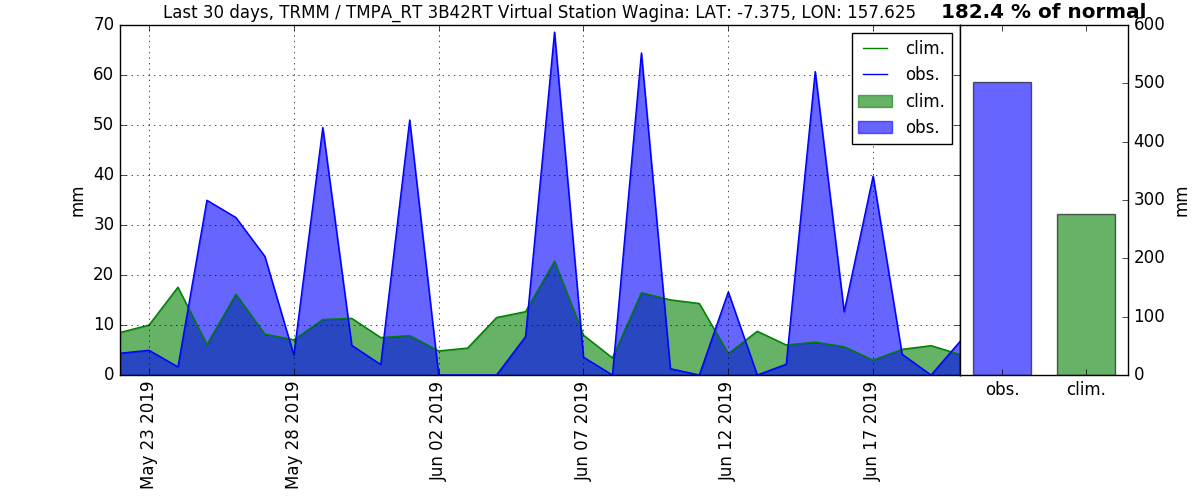 Last 30 days, TRMM / TMPA_RT 3B42RT Virtual Station Wagina: LAT: -7.375, LON: 157.625
182.4 % of normal
70
60
50
40
30
20
10
0
mm
clim.
obs.
clim.
obs.
600
500
400
300
200
100
0
mm
obs.
clim.
May 23 2019
May 28 2019
Jun 02 2019
Jun 07 2019
Jun 12 2019
Jun 17 2019